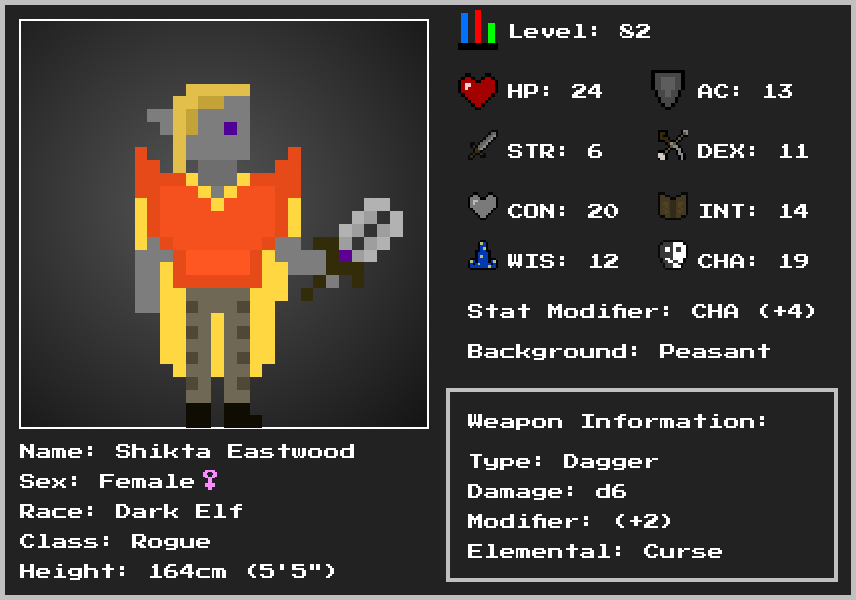 Level: 82
HP: 24
AC: 13
STR: 6
DEX: 11
CON: 20
INT: 14
WIS: 12
CHA: 19
Stat Modifier: CHA (+4)
Background: Peasant
Weapon Information:
Type: Dagger
Damage: d6
Modifier: (+2)
Elemental: Curse
Name: Shikta Eastwood
Sex: Female♀
Race: Dark Elf
Class: Rogue
Height: 164cm (5'5")